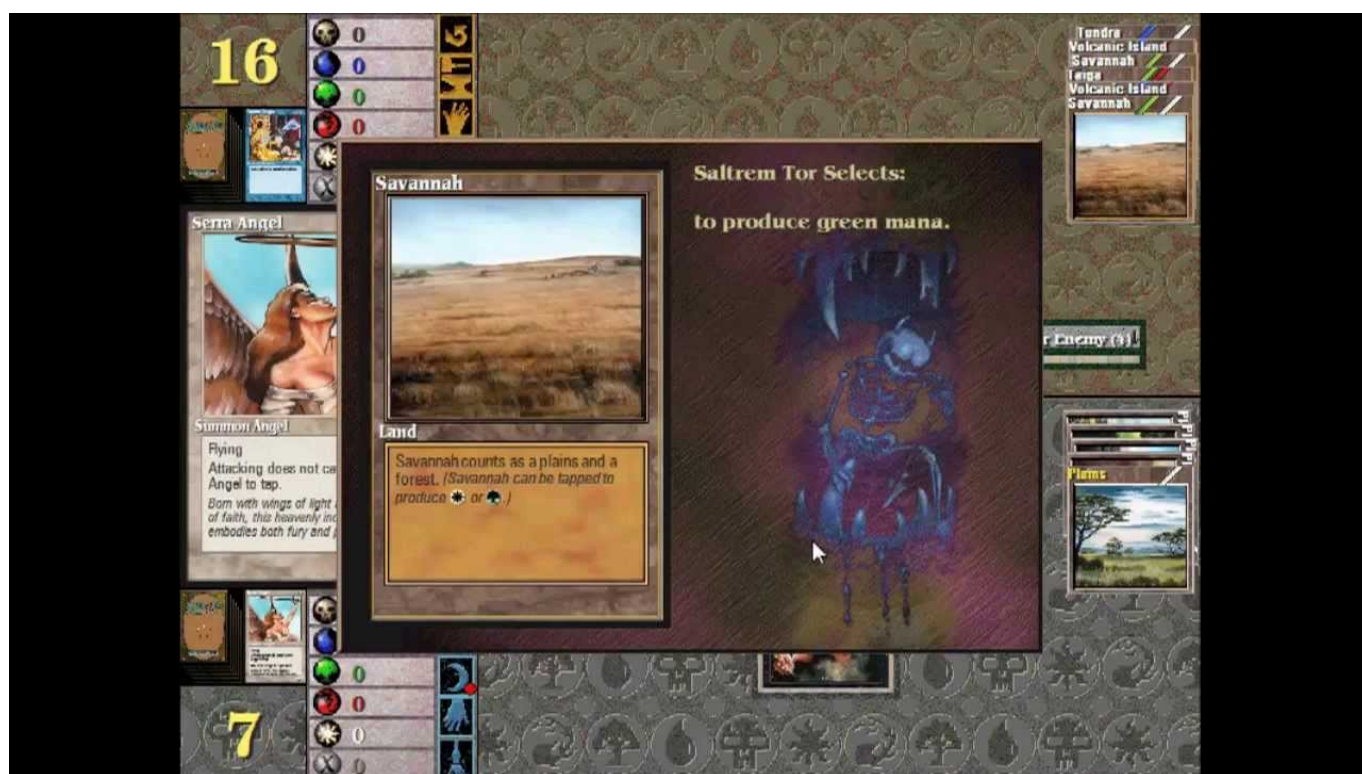 16
0
0
0
0
Tundra
Volcanic Island
Savannah
Taiga
Volcanic Island
Savannah
Savannah
Saltrem Tor Selects:
to produce green mana.
Serra Angel
Summon Angel
Flying
Attacking does not ca
Angel to tap.
Born with wings of light
of faith, this heavenly inc
embodies both fury and
Land
Savannah counts as a plains and a
forest. (Savannah can be tapped to
produce or .)
r Enemy (4)
Plains
0
0
0
0
7